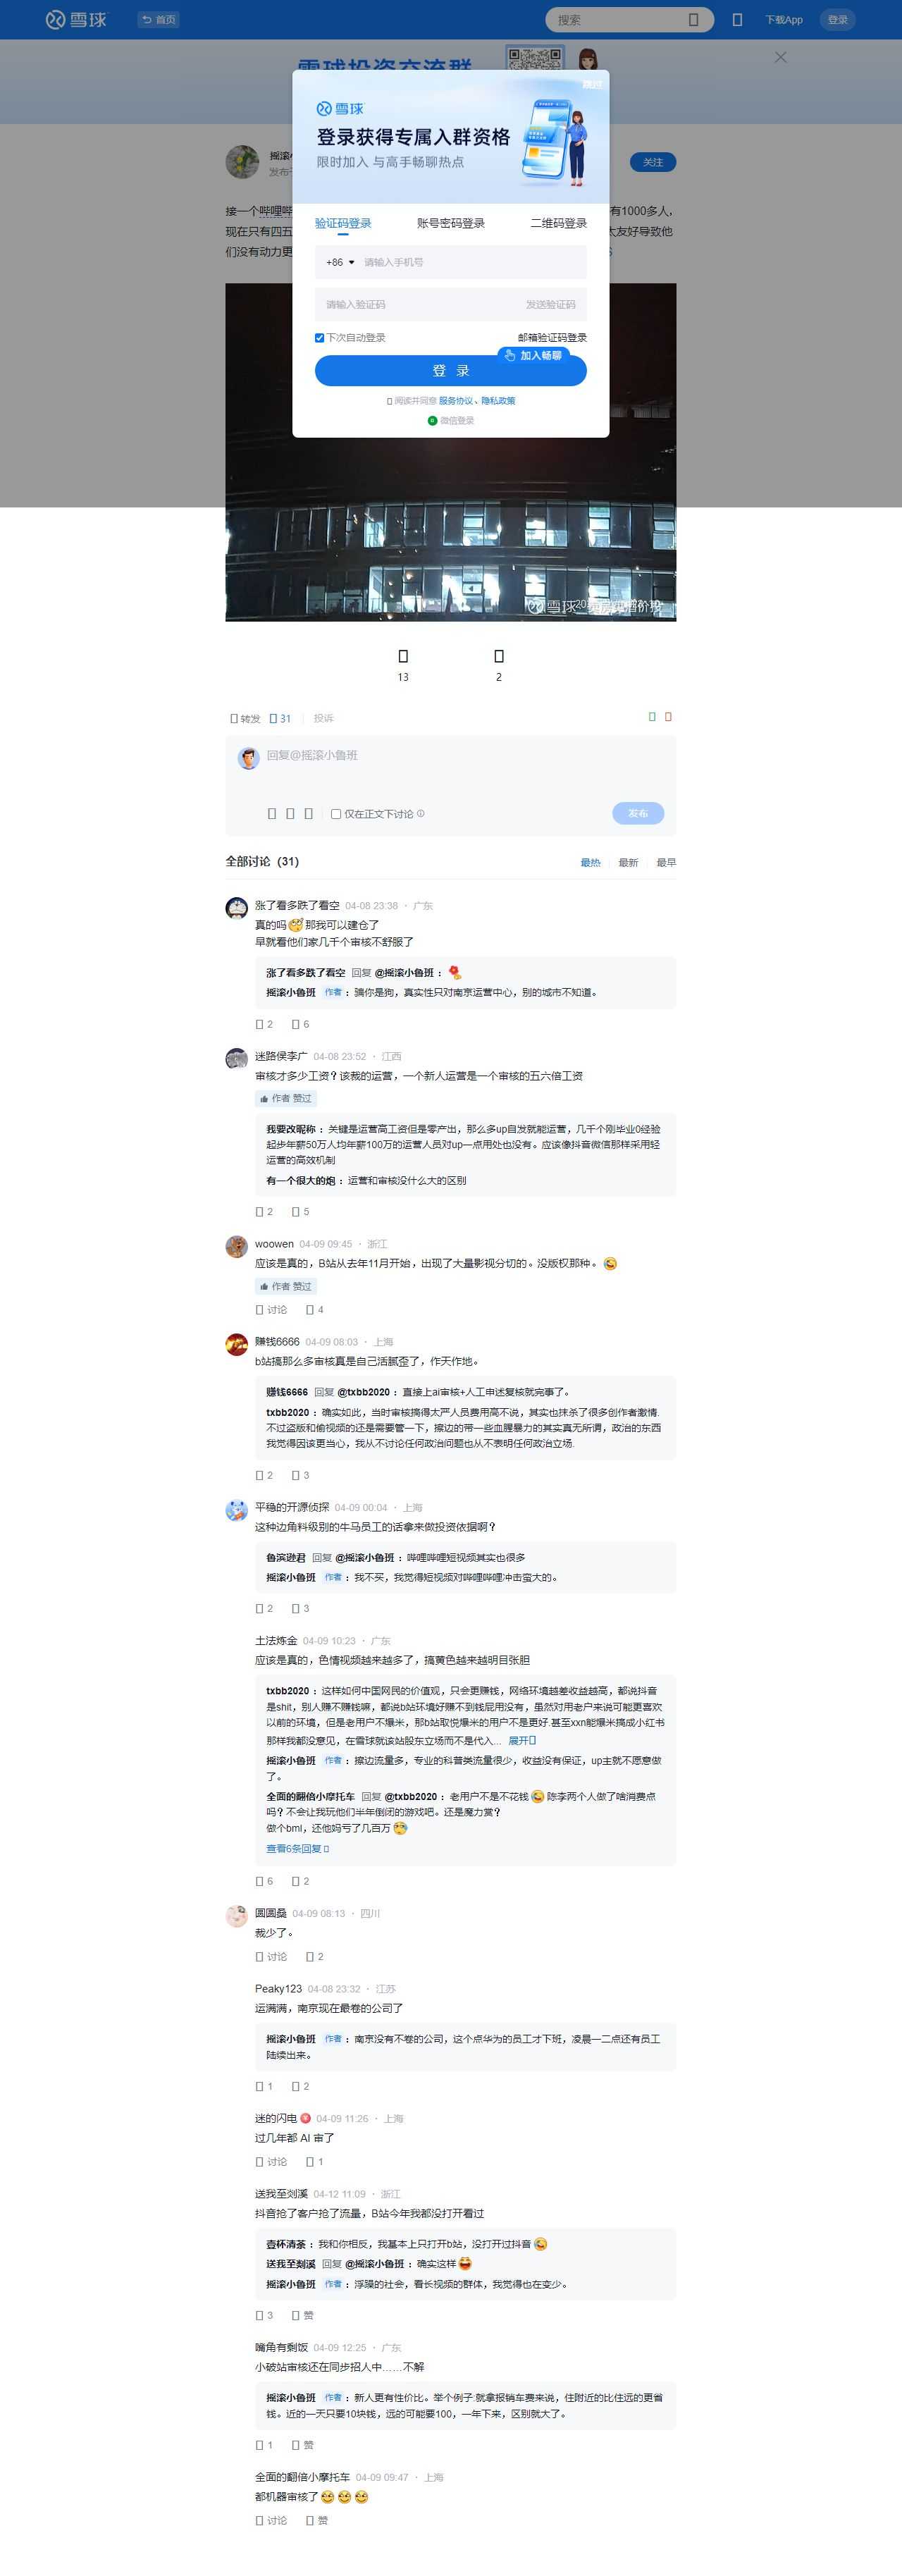 雪球
首页
搜索
下载App
登录
雪球投资交流群
跳过
雪球
登录获得专属入群资格
限时加入 与高手畅聊热点
摇滚小
关注
发布于
接一个哔哩哔
有1000多人，
现在只有四五
太友好导致他
们没有动力更
验证码登录
账号密码登录
二维码登录
+86
请输入手机号
请输入验证码
发送验证码
下次自动登录
邮箱验证码登录
加入畅聊
登 录
阅读并同意 服务协议、隐私政策
微信登录
雪球
13
2
转发
31
投诉
回复@摇滚小鲁班
仅在正文下讨论
发布
全部讨论（31）
最热
最新
最早
涨了看多跌了看空 04-08 23:38 · 广东
真的吗 那我可以建仓了
早就看他们家几千个审核不舒服了
涨了看多跌了看空 回复 @摇滚小鲁班 ：
摇滚小鲁班 作者 ：骗你是狗，真实性只对南京运营中心，别的城市不知道。
2
6
迷路侯李广 04-08 23:52 · 江西
审核才多少工资？该裁的运营，一个新人运营是一个审核的五六倍工资
作者 赞过
我要改昵称 ：关键是运营高工资但是零产出，那么多up自发就能运营，几千个刚毕业0经验
起步年薪50万人均年薪100万的运营人员对up一点用处也没有。应该像抖音微信那样采用轻
运营的高效机制
有一个很大的炮 ：运营和审核没什么大的区别
2
5
woowen 04-09 09:45 · 浙江
应该是真的，B站从去年11月开始，出现了大量影视分切的。没版权那种。
作者 赞过
讨论
4
赚钱6666 04-09 08:03 · 上海
b站搞那么多审核真是自己活腻歪了，作天作地。
赚钱6666 回复 @txbb2020 ：直接上ai审核+人工申述复核就完事了。
txbb2020 ：确实如此，当时审核搞得太严人员费用高不说，其实也抹杀了很多创作者激情.
不过盗版和偷视频的还是需要管一下，擦边的带一些血腥暴力的其实真无所谓，政治的东西
我觉得因该更当心，我从不讨论任何政治问题也从不表明任何政治立场.
2
3
平稳的开源侦探 04-09 00:04 · 上海
这种边角料级别的牛马员工的话拿来做投资依据啊？
鲁滨逊君 回复 @摇滚小鲁班 ：哔哩哔哩短视频其实也很多
摇滚小鲁班 作者 ：我不买，我觉得短视频对哔哩哔哩冲击蛮大的。
2
3
土法炼金 04-09 10:23 · 广东
应该是真的，色情视频越来越多了，搞黄色越来越明目张胆
txbb2020 ：这样如何中国网民的价值观，只会更赚钱，网络环境越差收益越高，都说抖音
是shit，别人赚不赚钱嘛，都说b站环境好赚不到钱屁用没有，虽然对用老户来说可能更喜欢
以前的环境，但是老用户不爆米，那b站取悦爆米的用户不是更好.甚至xxn能爆米搞成小红书
那样我都没意见，在雪球就该站股东立场而不是代入... 展开
摇滚小鲁班 作者 ：擦边流量多，专业的科普类流量很少，收益没有保证，up主就不愿意做
了。
全面的翻倍小摩托车 回复 @txbb2020 ：老用户不是不花钱 陈李两个人做了啥消费点
吗？不会让我玩他们半年倒闭的游戏吧。还是魔力赏？
做个bml，还他妈亏了几百万
查看6条回复
6
2
圆圆桑 04-09 08:13 · 四川
裁少了。
讨论
2
Peaky123 04-08 23:32 · 江苏
运满满，南京现在最卷的公司了
摇滚小鲁班 作者 ：南京没有不卷的公司，这个点华为的员工才下班，凌晨一二点还有员工
陆续出来。
1
2
迷的闪电 04-09 11:26 · 上海
过几年都 AI 审了
讨论
1
送我至剡溪 04-12 11:09 · 浙江
抖音抢了客户抢了流量，B站今年我都没打开看过
壹杯清茶 ：我和你相反，我基本上只打开b站，没打开过抖音
送我至剡溪 回复 @摇滚小鲁班 ：确实这样
摇滚小鲁班 作者 ：浮躁的社会，看长视频的群体，我觉得也在变少。
3
赞
嘴角有剩饭 04-09 12:25 · 广东
小破站审核还在同步招人中……不解
摇滚小鲁班 作者 ：新人更有性价比。举个例子:就拿报销车费来说，住附近的比住远的更省
钱。近的一天只要10块钱，远的可能要100，一年下来，区别就大了。
1
赞
全面的翻倍小摩托车 04-09 09:47 · 上海
都机器审核了
讨论
赞